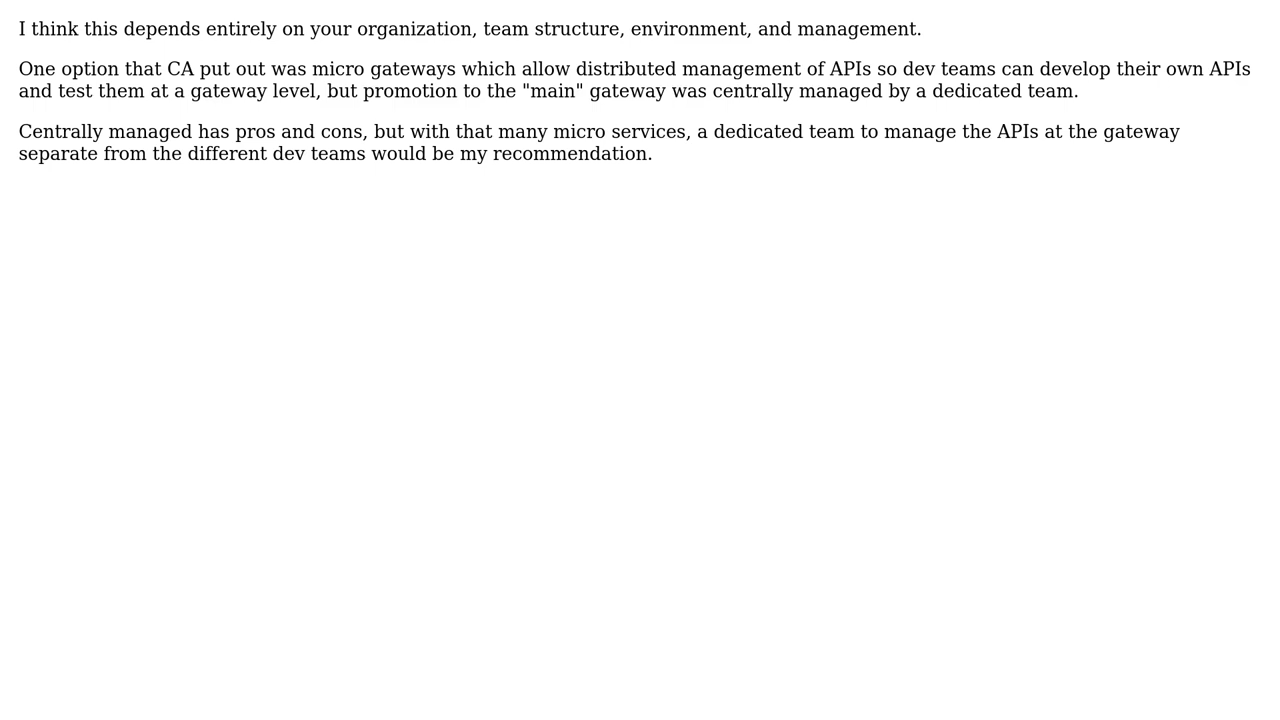 I think this depends entirely on your organization, team structure, environment, and management.
One option that CA put out was micro gateways which allow distributed management of APIs so dev teams can develop their own APIs
and test them at a gateway level, but promotion to the "main" gateway was centrally managed by a dedicated team.
Centrally managed has pros and cons, but with that many micro services, a dedicated team to manage the APIs at the gateway
separate from the different dev teams would be my recommendation.